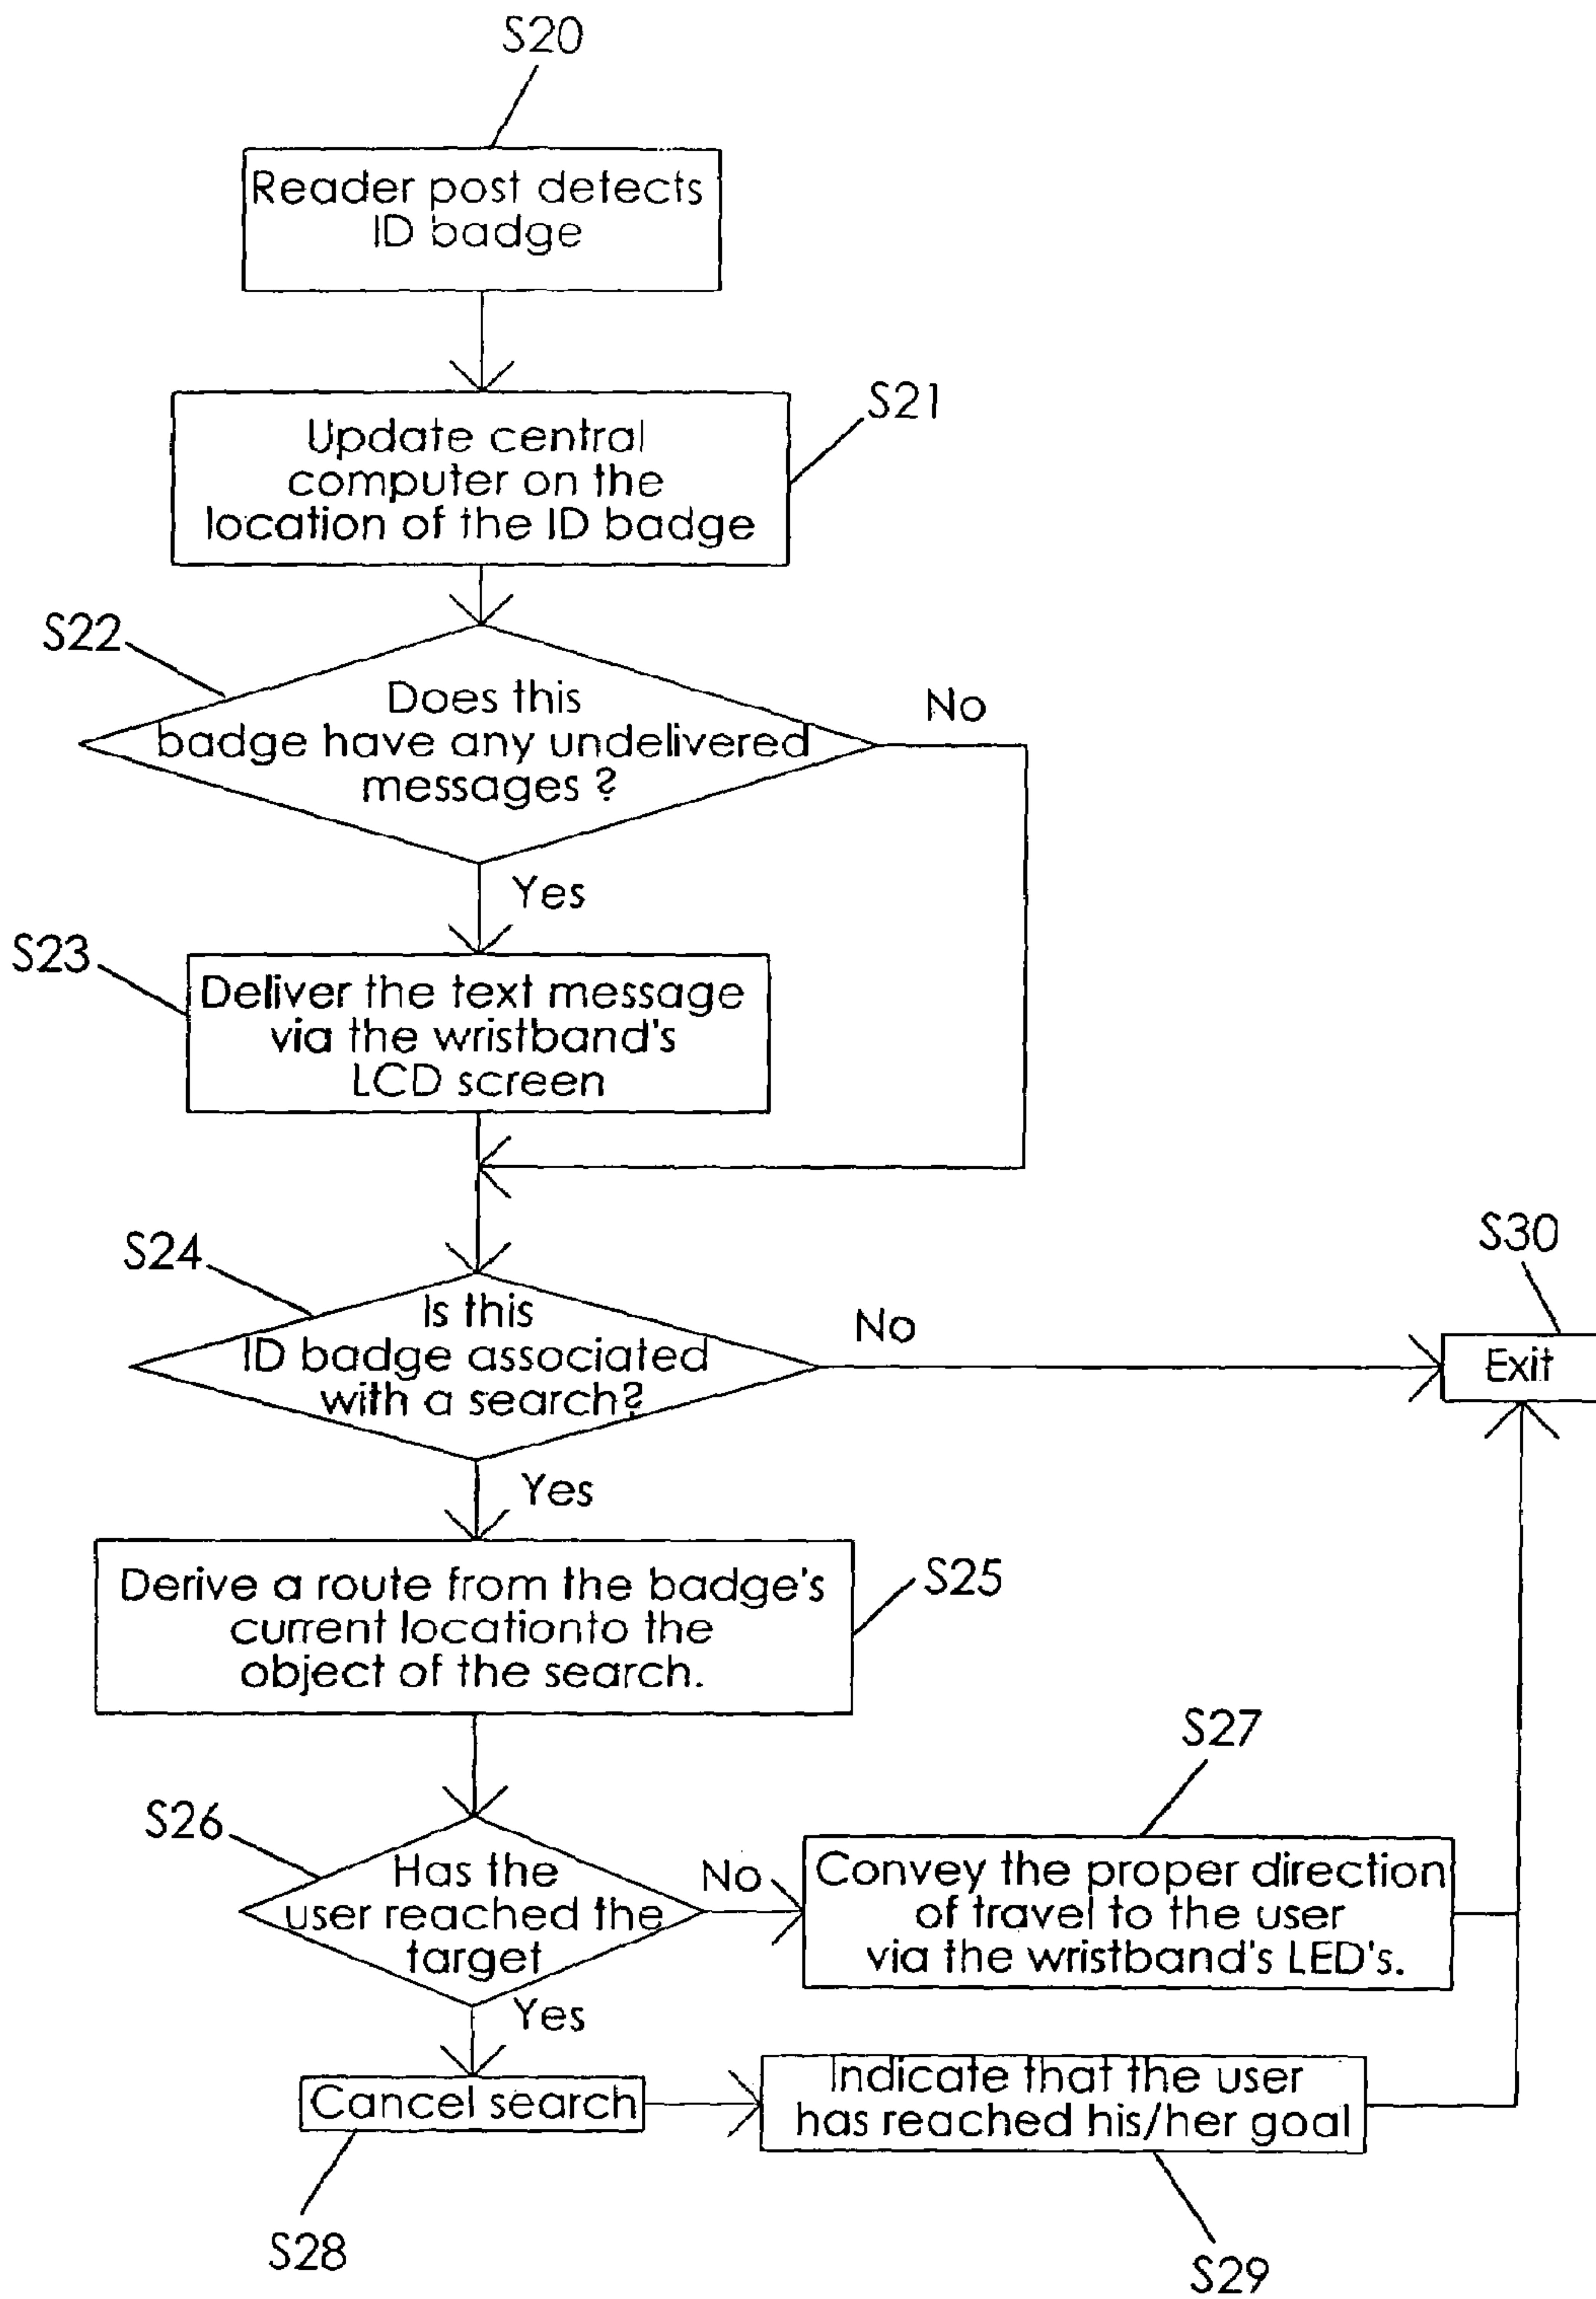 S20
Reader post detects
ID badge
S21
Update central
computer on the
location of the ID badge
S22
Does this
badge have any undelivered
messages ?
No
Yes
S23
Deliver the text message
via the wristband's
LCD screen
S24
Is this
ID badge associated
with a search?
No
S30
Exit
Yes
S25
Derive a route from the badge's
current locationto the
object of the search.
S26
Has the
user reached the
target
No
S27
Convey the proper direction
of travel to the user
via the wristband's LED's.
Yes
Cancel search
S28
Indicate that the user
has reached his/her goal
S29